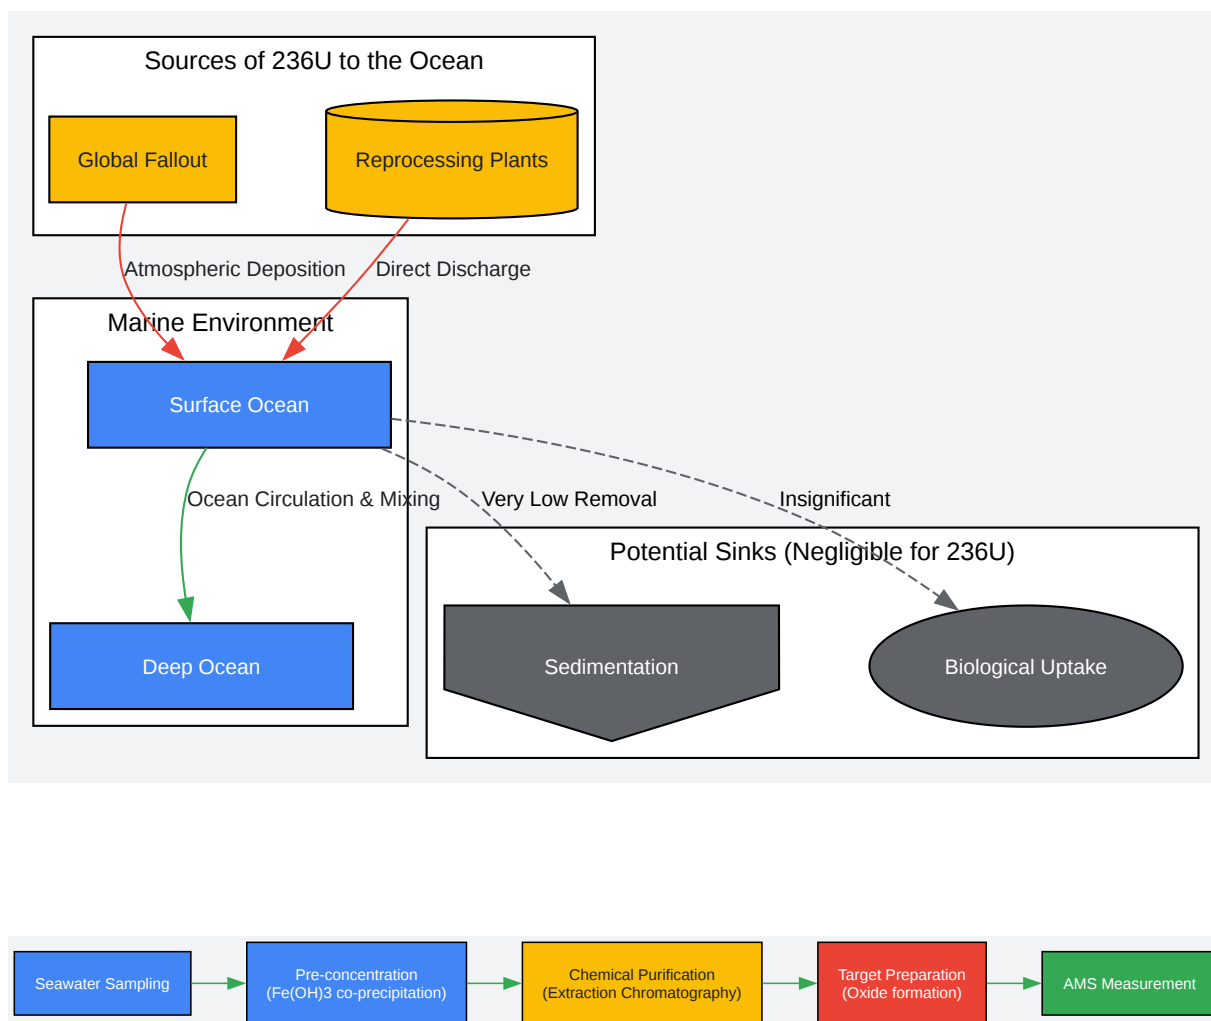 Sources of 236U to the Ocean
Global Fallout
Reprocessing Plants
Atmospheric Deposition
Direct Discharge
Marine Environment
Surface Ocean
Ocean Circulation & Mixing
Very Low Removal
Insignificant
Potential Sinks (Negligible for 236U)
Deep Ocean
Sedimentation
Biological Uptake
Seawater Sampling
Pre-concentration
(Fe(OH)3 co-precipitation)
Chemical Purification
(Extraction Chromatography)
Target Preparation
(Oxide formation)
AMS Measurement